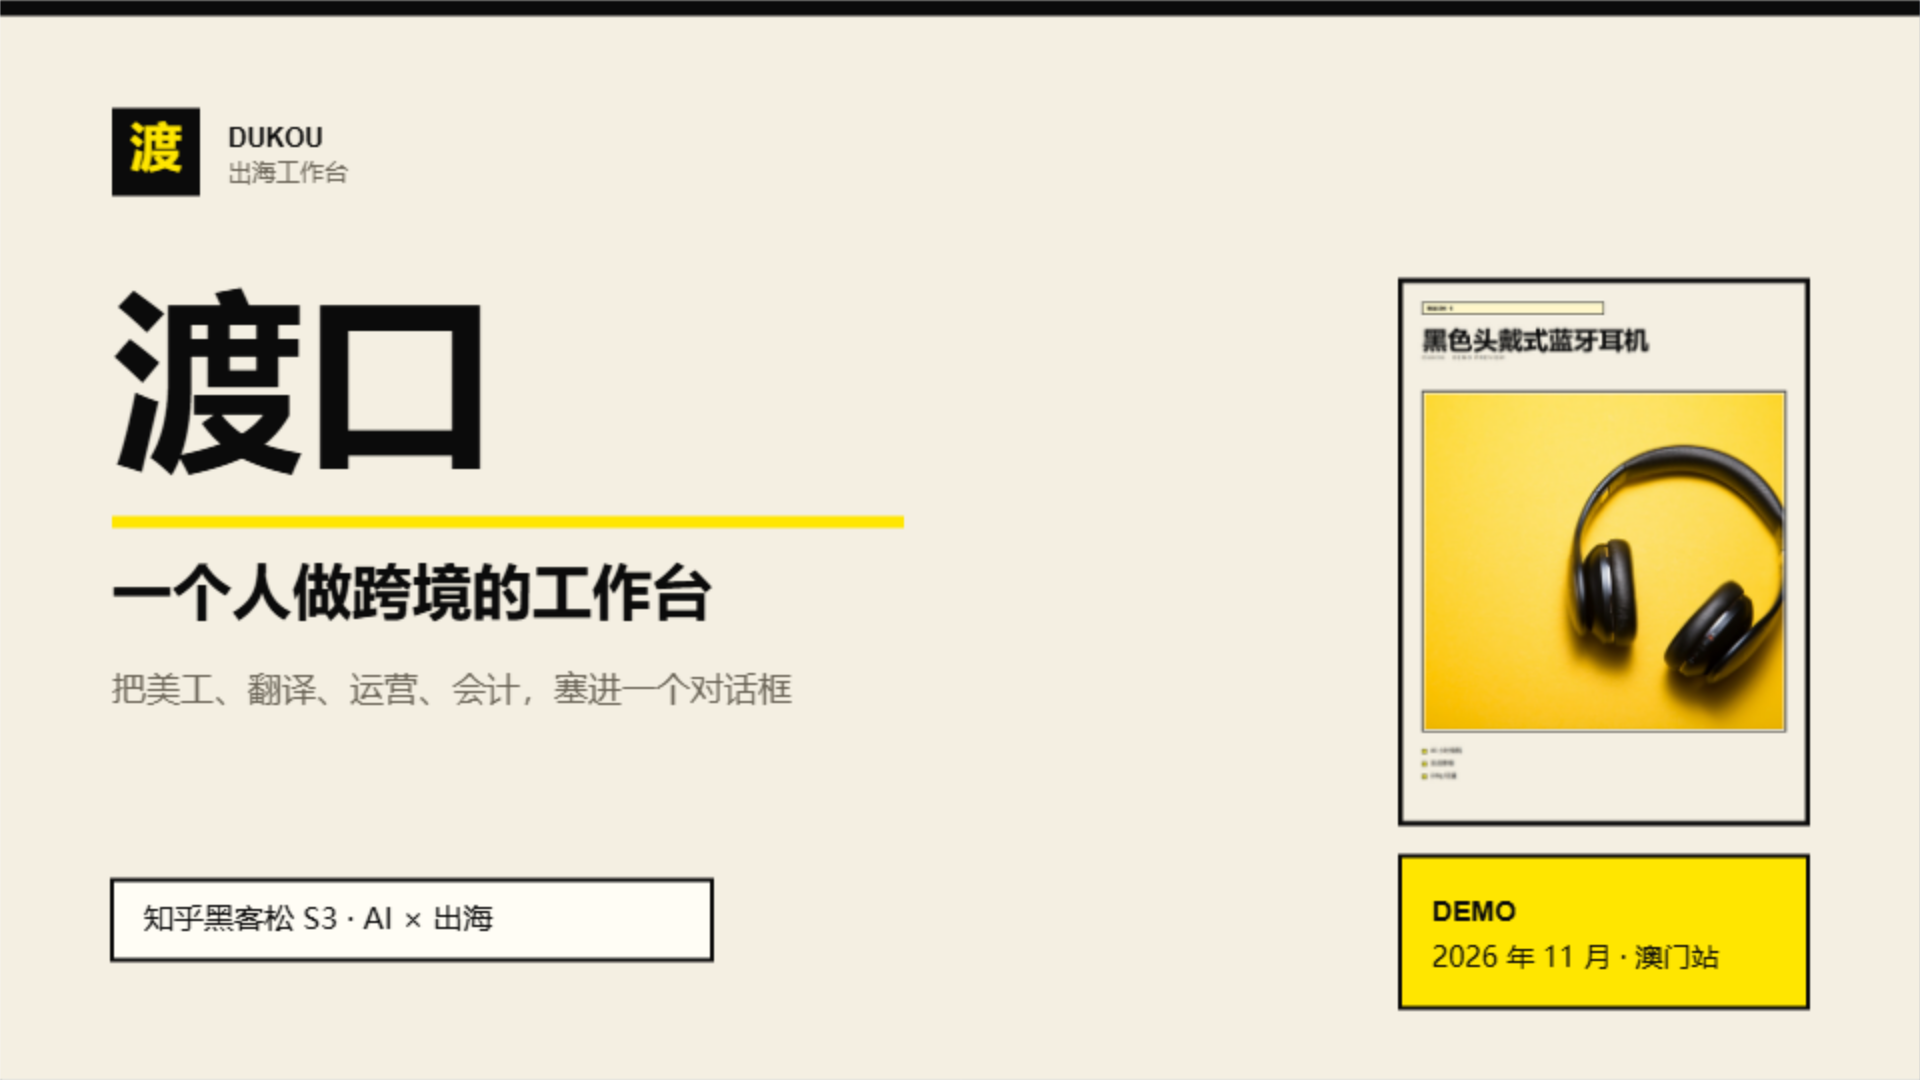 渡
DUKOU
出海工作台
渡口
一个人做跨境的工作台
把美工、翻译、运营、会计，塞进一个对话框
知乎黑客松 S3 · AI × 出海
黑色头戴式蓝牙耳机
DEMO
2026 年 11 月 · 澳门站